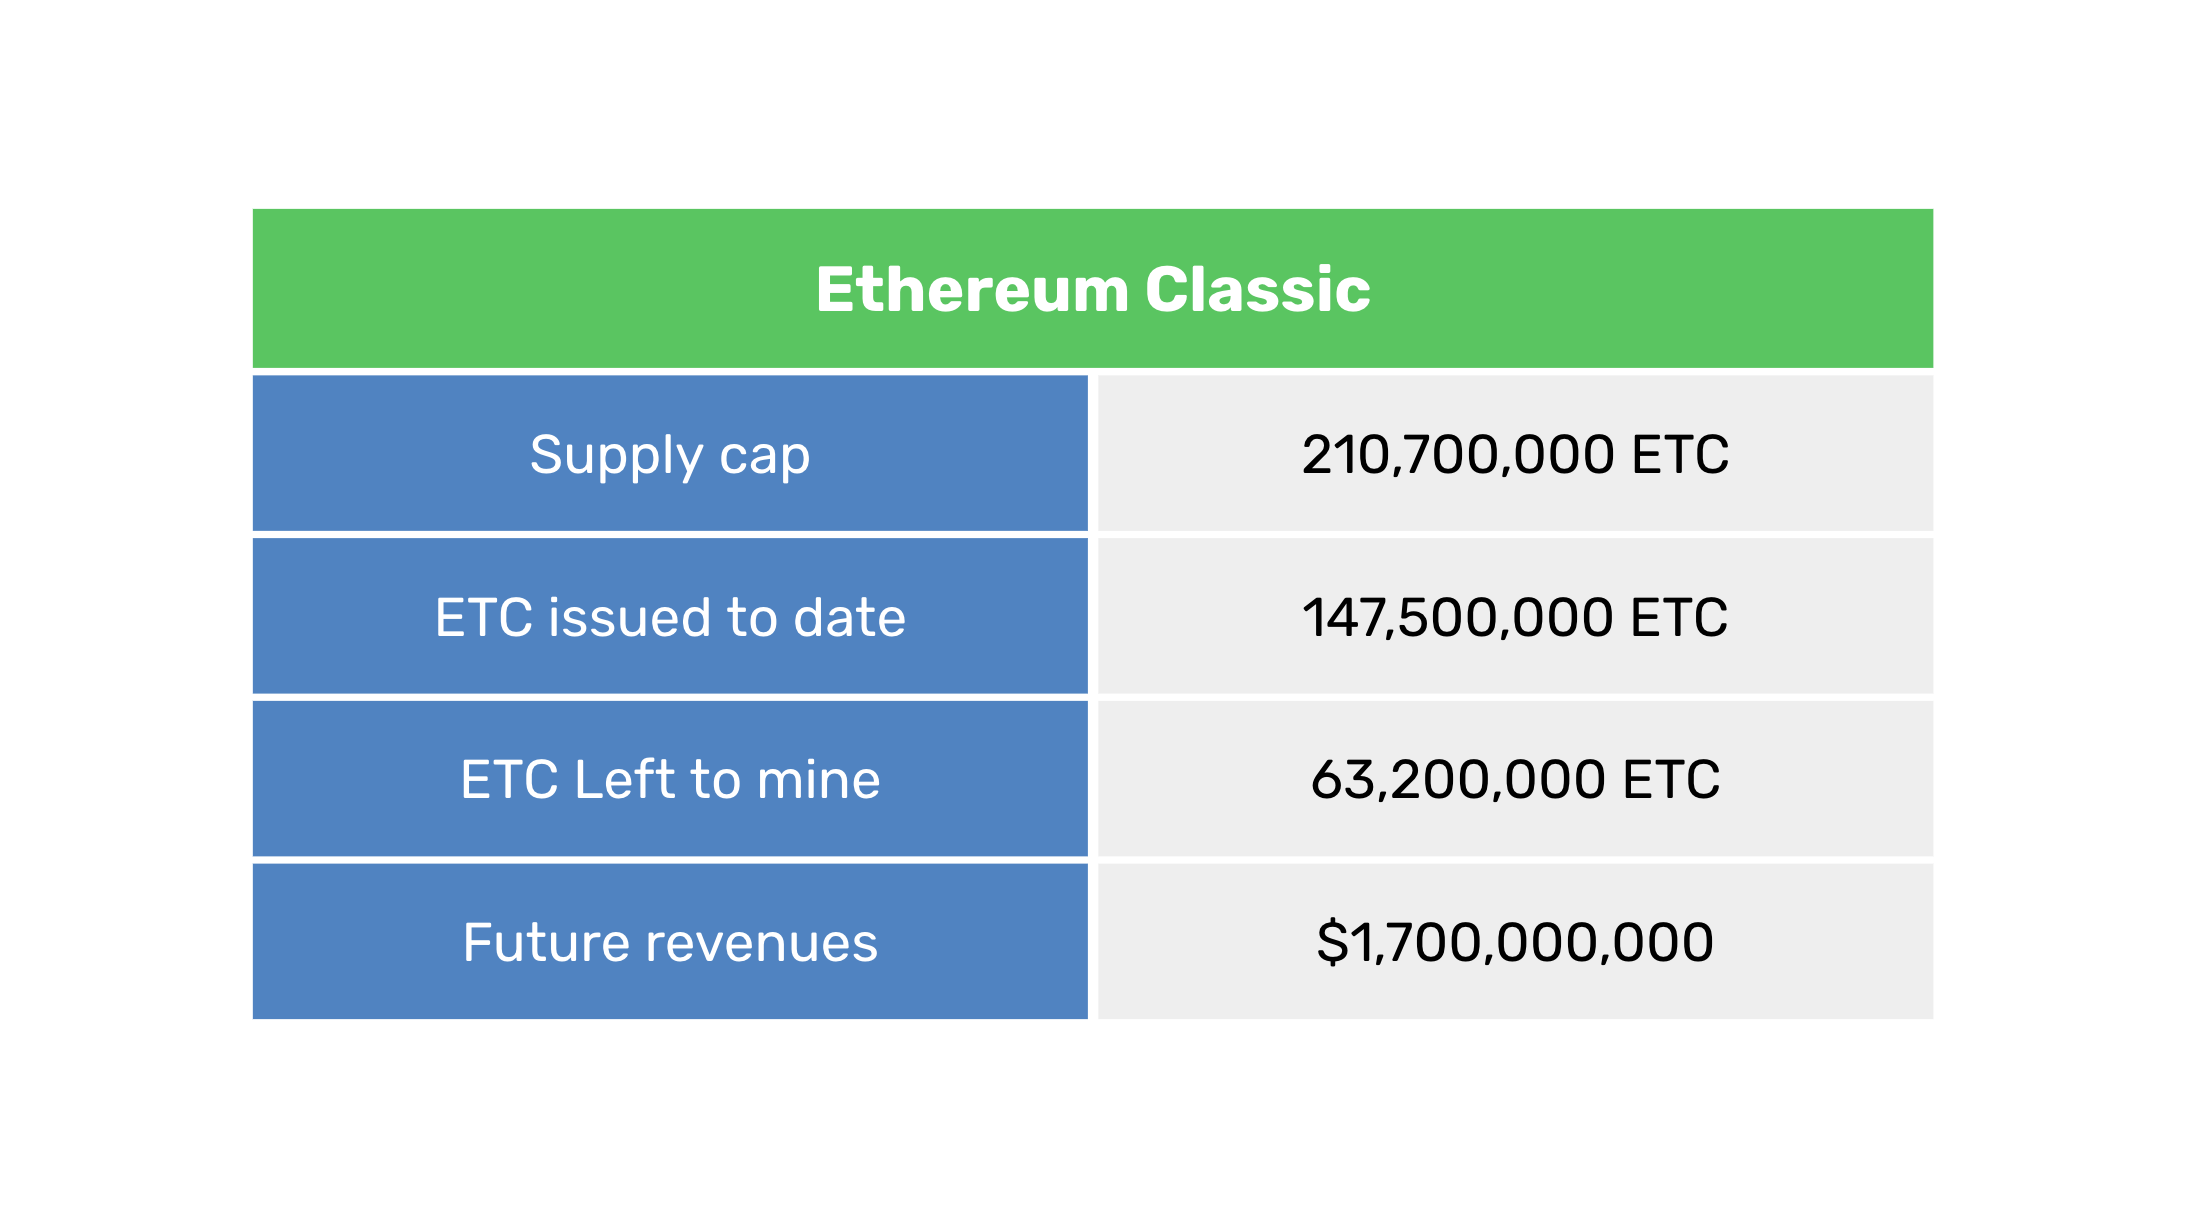 Ethereum Classic
Supply cap 210,700,000 ETC
ETC issued to date 147,500,000 ETC
ETC Left to mine 63,200,000 ETC
Future revenues $1,700,000,000